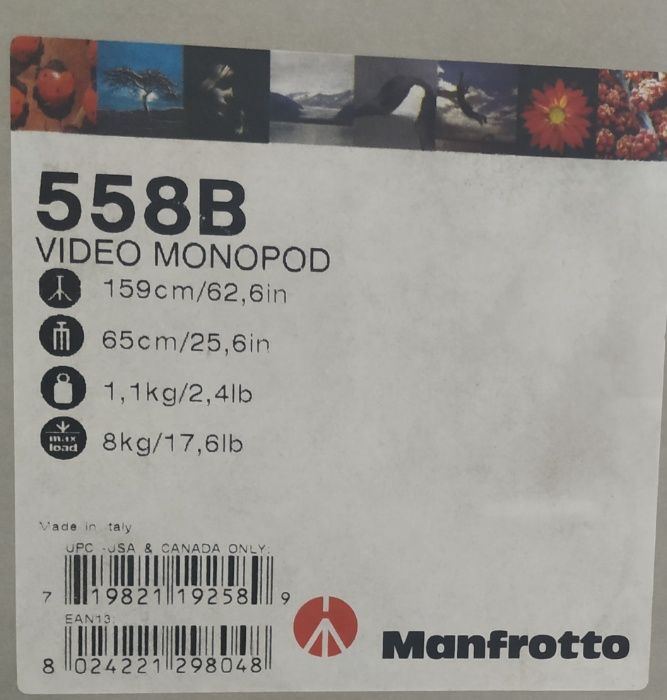 558B
VIDEO MONOPOD
159cm/62,6in
65cm/25,6in
1,1kg/2,4lb
max load
8kg/17,6lb
Made in Italy
UPC -USA & CANADA ONLY:
7 19821 19258 9
EAN13:
8 024221 298048
Manfrotto